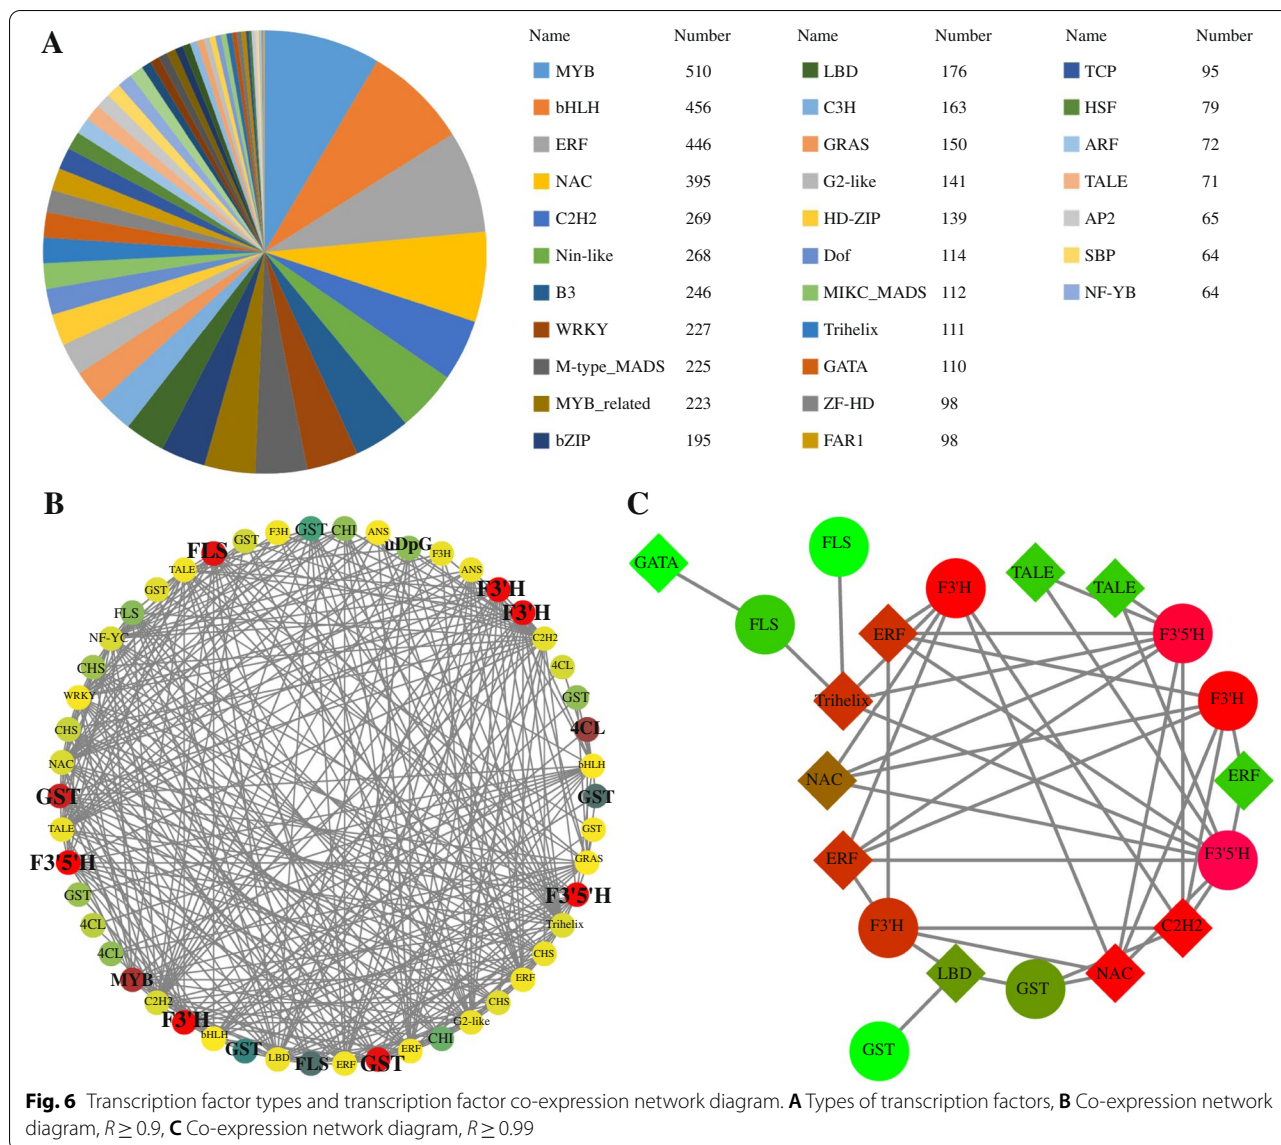 A
Name Number Name Number Name Number
MYB 510 LBD 176 TCP 95
bHLH 456 C3H 163 HSF 79
ERF 446 GRAS 150 ARF 72
NAC 395 G2-like 141 TALE 71
C2H2 269 HD-ZIP 139 AP2 65
Nin-like 268 Dof 114 SBP 64
B3 246 MIKC_MADS 112 NF-YB 64
WRKY 227 Trihelix 111
M-type_MADS 225 GATA 110
MYB_related 223 ZF-HD 98
bZIP 195 FAR1 98
B
GST
CHI
ANS
uDpG
F3H
ANS
F3'H
F3'H
C2H2
4CL
GST
4CL
bHLH
GST
GST
GRAS
F3'5'H
Trihelix
CHS
ERF
CHS
G2-like
CHI
ERF
GST
ERF
FLS
LBD
GST
bHLH
F3'H
C2H2
MYB
4CL
4CL
GST
F3'5'H
TALE
GST
NAC
CHS
WRKY
CHS
NF-YC
FLS
GST
TALE
FLS
GST
F3H
C
FLS
GATA
FLS
F3'H
TALE
TALE
ERF
F3'5'H
Trihelix
F3'H
NAC
ERF
ERF
F3'5'H
F3'H
C2H2
LBD
GST
NAC
GST
Fig. 6 Transcription factor types and transcription factor co-expression network diagram. A Types of transcription factors, B Co-expression network
diagram, R ≥ 0.9, C Co-expression network diagram, R ≥ 0.99